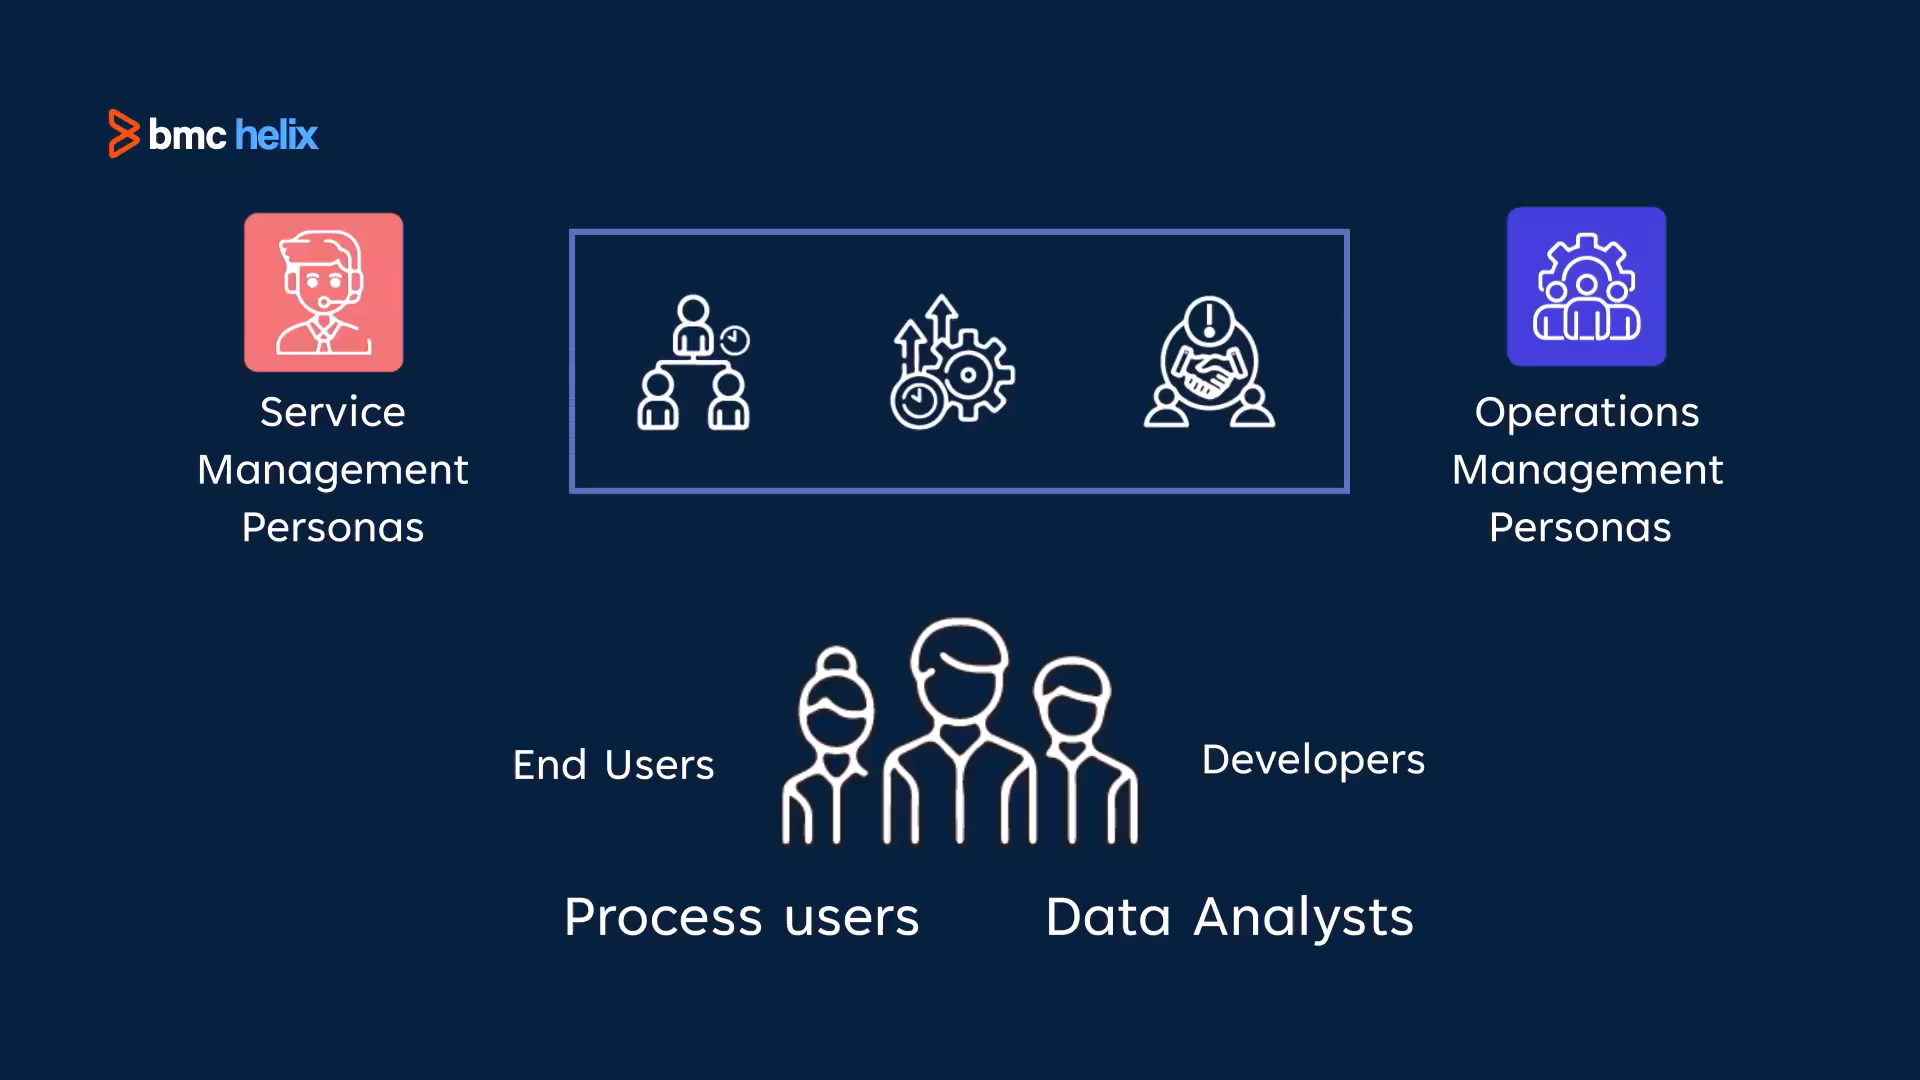 bmc helix
Service
Management
Personas
Operations
Management
Personas
End Users
Developers
Process users
Data Analysts